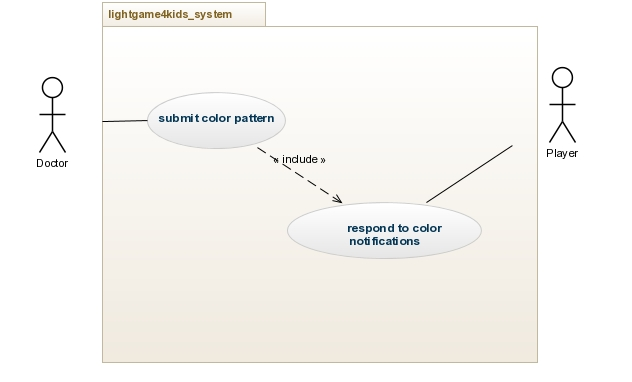 lightgame4kids_system
submit color pattern
« include »
Doctor
Player
respond to color
notifications